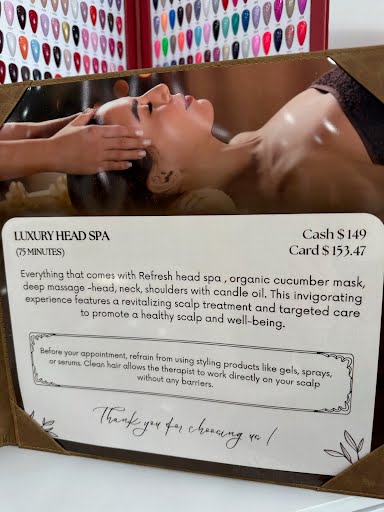 LUXURY HEAD SPA
(75 MINUTES)
Cash $ 149
Card $ 153.47
Everything that comes with Refresh head spa , organic cucumber mask,
deep massage -head, neck, shoulders with candle oil. This invigorating
experience features a revitalizing scalp treatment and targeted care
to promote a healthy scalp and well-being.
Before your appointment, refrain from using styling products like gels, sprays,
or serums. Clean hair allows the therapist to work directly on your scalp
without any barriers.
Thank you for choosing us !